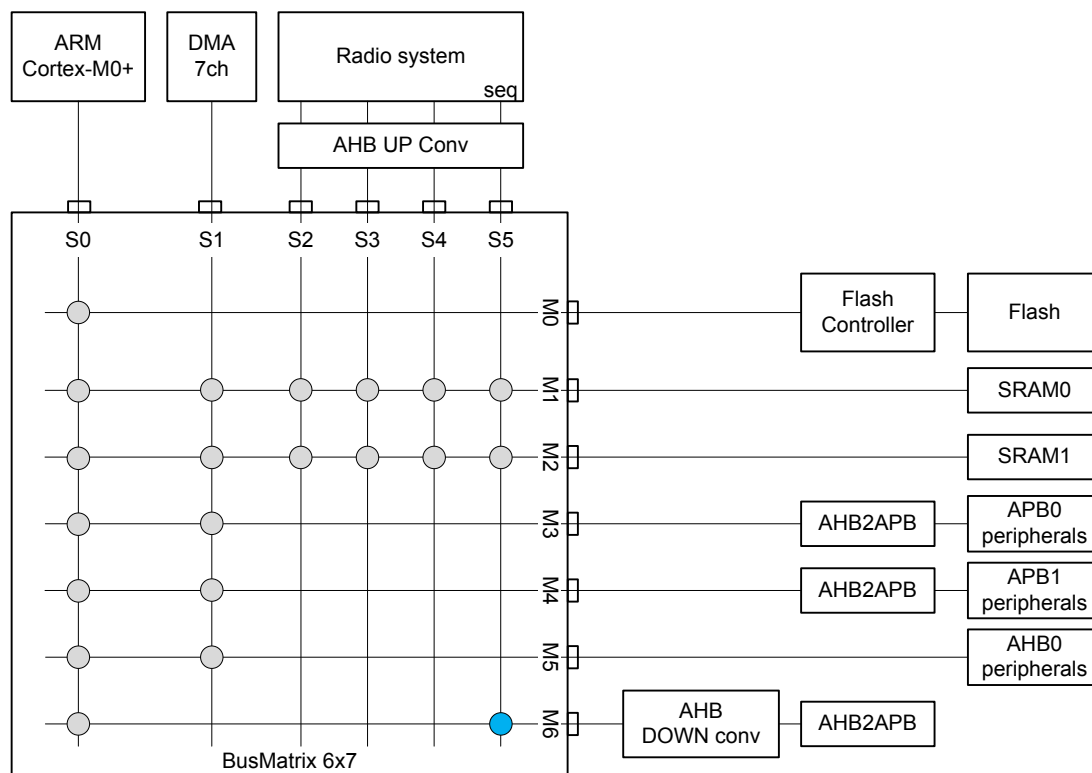 ARM
Cortex-M0+
DMA
7ch
Radio system
seq
AHB UP Conv
S0
S1
S2
S3
S4
S5
M0
Flash
Controller
Flash
M1
SRAM0
M2
SRAM1
M3
AHB2APB
APB0
peripherals
M4
AHB2APB
APB1
peripherals
M5
AHB0
peripherals
M6
AHB
DOWN conv
AHB2APB
BusMatrix 6x7